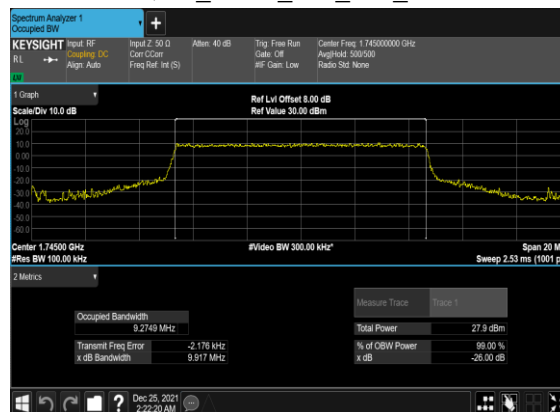 Spectrum Analyzer 1
Occupied BW
KEYSIGHT
RL
Input: RF
Coupling: DC
Align: Auto
Input Z: 50 Ω
Corr CCorr
Freq Ref: Int (S)
Atten: 40 dB
Trig: Free Run
Gate: Off
#IF Gain: Low
Center Freq: 1.745000000 GHz
Avg|Hold: 500/500
Radio Std: None
1 Graph
Scale/Div 10.0 dB
Ref Lvl Offset 8.00 dB
Ref Value 30.00 dBm
Log
20.0
10.0
0.00
-10.0
-20.0
-30.0
-40.0
-50.0
-60.0
Center 1.74500 GHz
#Video BW 300.00 kHz*
Span 20 M
#Res BW 100.00 kHz
Sweep 2.53 ms (1001 p
2 Metrics
Measure Trace Trace 1
Occupied Bandwidth
9.2749 MHz
Total Power 27.9 dBm
Transmit Freq Error -2.176 kHz
% of OBW Power 99.00 %
x dB Bandwidth 9.917 MHz
x dB -26.00 dB
Dec 25, 2021
2:22:20 AM